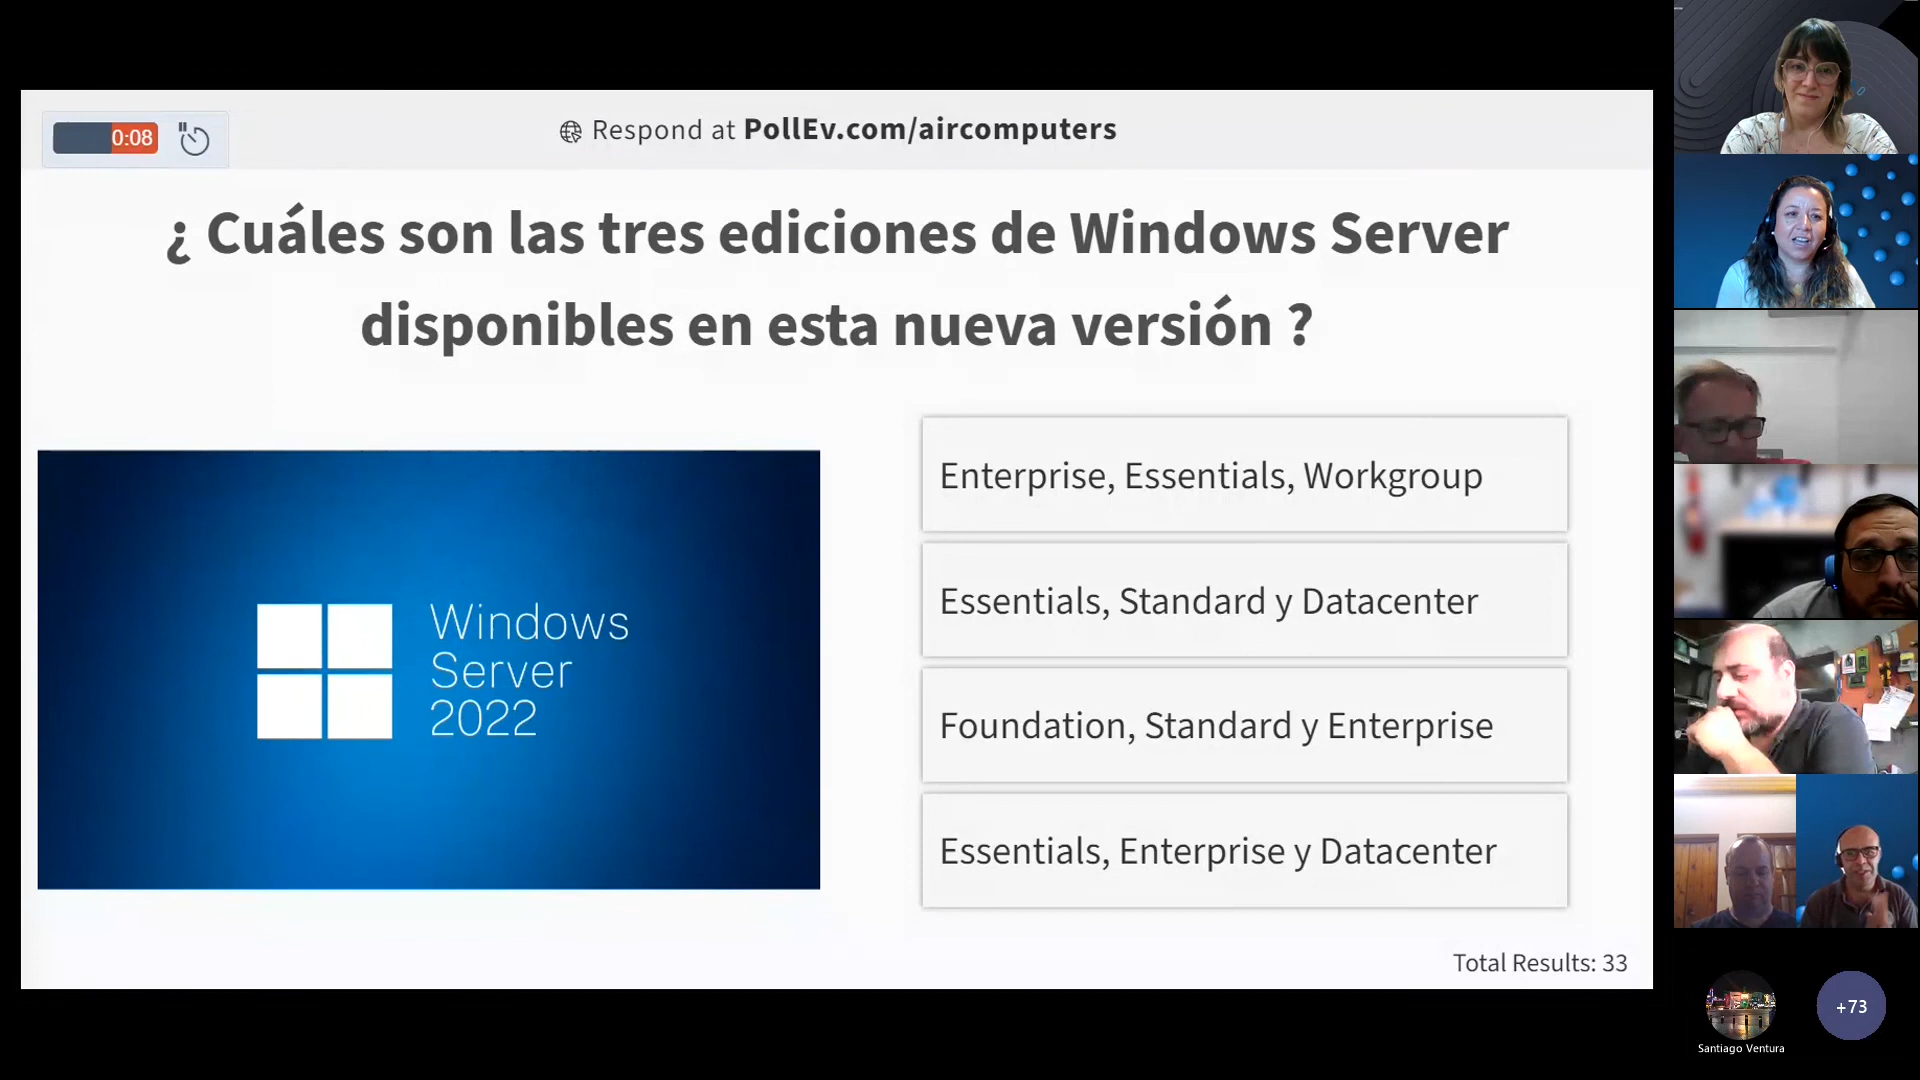 0:08
Respond at PollEv.com/aircomputers
¿ Cuáles son las tres ediciones de Windows Server
disponibles en esta nueva versión ?
Windows
Server
2022
Enterprise, Essentials, Workgroup
Essentials, Standard y Datacenter
Foundation, Standard y Enterprise
Essentials, Enterprise y Datacenter
Total Results: 33
+73
Santiago Ventura